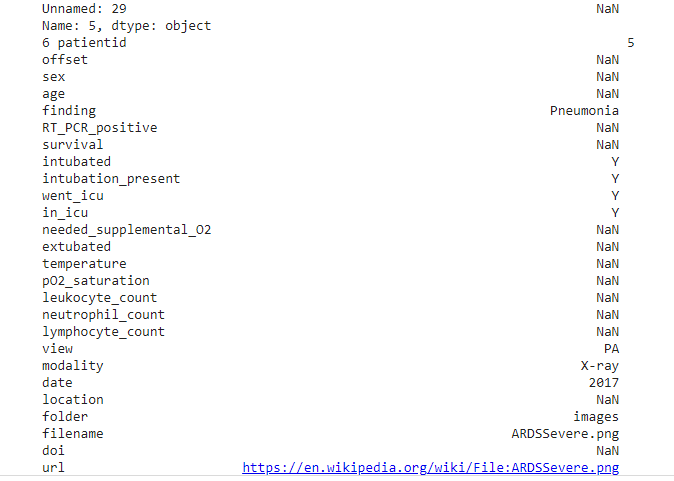 Unnamed: 29 NaN
Name: 5, dtype: object
6 patientid 5
offset NaN
sex NaN
age NaN
finding Pneumonia
RT_PCR_positive NaN
survival NaN
intubated Y
intubation_present Y
went_icu Y
in_icu Y
needed_supplemental_O2 NaN
extubated NaN
temperature NaN
pO2_saturation NaN
leukocyte_count NaN
neutrophil_count NaN
lymphocyte_count NaN
view PA
modality X-ray
date 2017
location NaN
folder images
filename ARDSSevere.png
doi NaN
url https://en.wikipedia.org/wiki/File:ARDSSevere.png